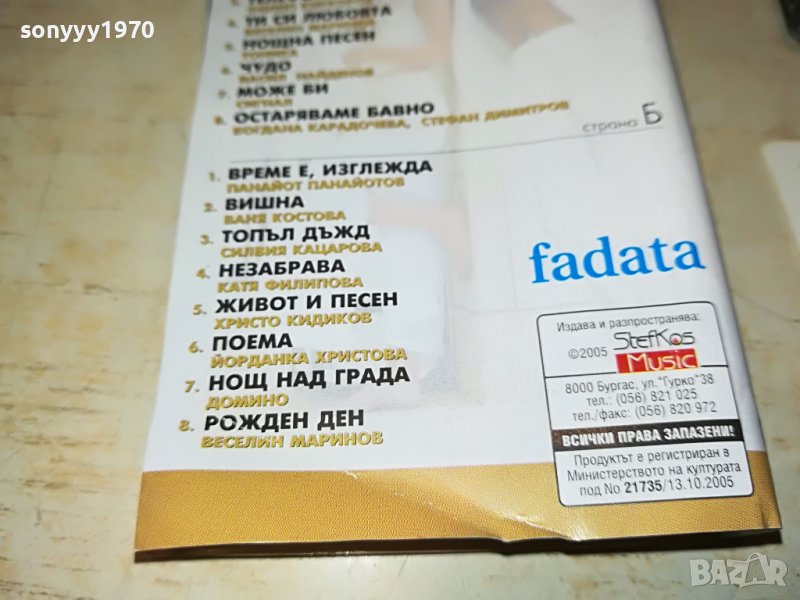 sonyyy1970
ТИ СИ ЛЮБОВТА
НОЩНА ПЕСЕН
6. ЧУДО
ВАСИЛ НАЙДЕНОВ
7. МОЖЕ БИ
СИГНАЛ
8. ОСТАРЯВАМЕ БАВНО
БОГДАНА КАРАДОЧЕВА, СТЕФАН ДИМИТРОВ
страна Б
1. ВРЕМЕ Е, ИЗГЛЕЖДА
ПАНАЙОТ ПАНАЙОТОВ
2. ВИШНА
ВАНЯ КОСТОВА
3. ТОПЪЛ ДЪЖД
СИЛВИЯ КАЦАРОВА
4. НЕЗАБРАВА
КАТЯ ФИЛИПОВА
5. ЖИВОТ И ПЕСЕН
ХРИСТО КИДИКОВ
6. ПОЕМА
ЙОРДАНКА ХРИСТОВА
7. НОЩ НАД ГРАДА
ДОМИНО
8. РОЖДЕН ДЕН
ВЕСЕЛИН МАРИНОВ
fadata
Издава и разпространява:
©2005 StefKos
Music
8000 Бургас, ул."Гурко"38
тел.: (056) 821 025
тел./факс: (056) 820 972
ВСИЧКИ ПРАВА ЗАПАЗЕНИ!
Продуктът е регистриран в
Министерството на културата
под No 21735/13.10.2005
BAZAR